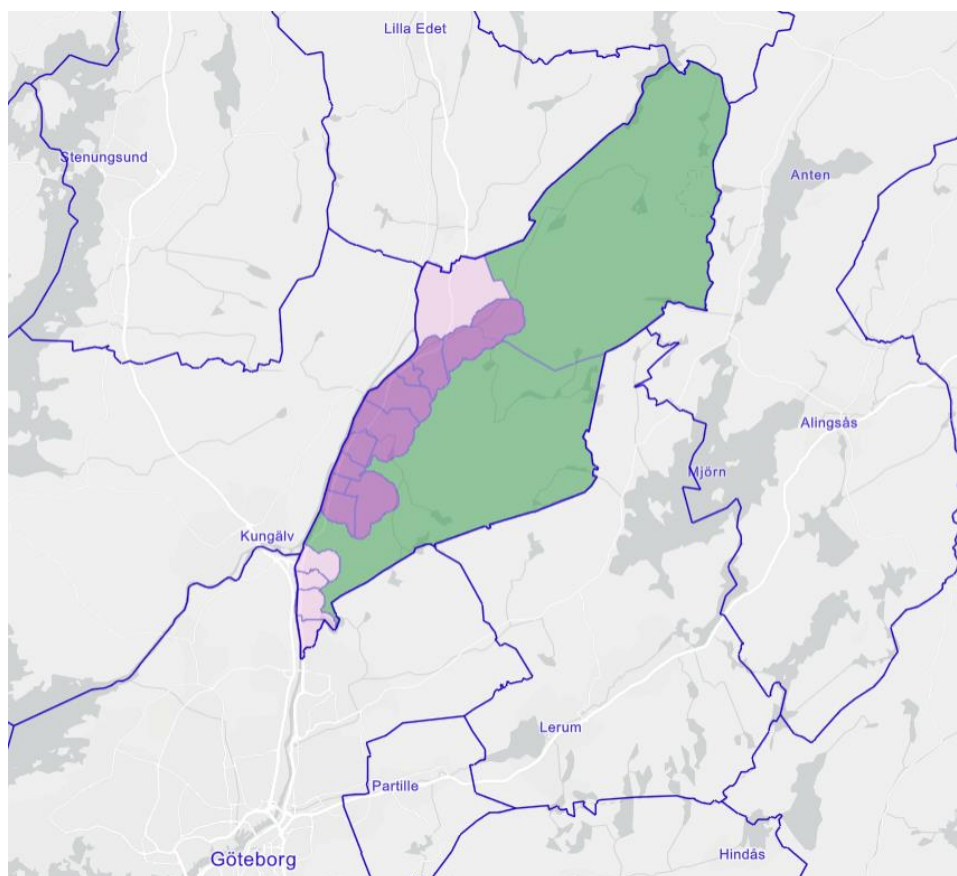 Lilla Edet
Stenungsund
Anten
Alingsås
Mjörn
Kungälv
Lerum
Partille
Göteborg
Hindås